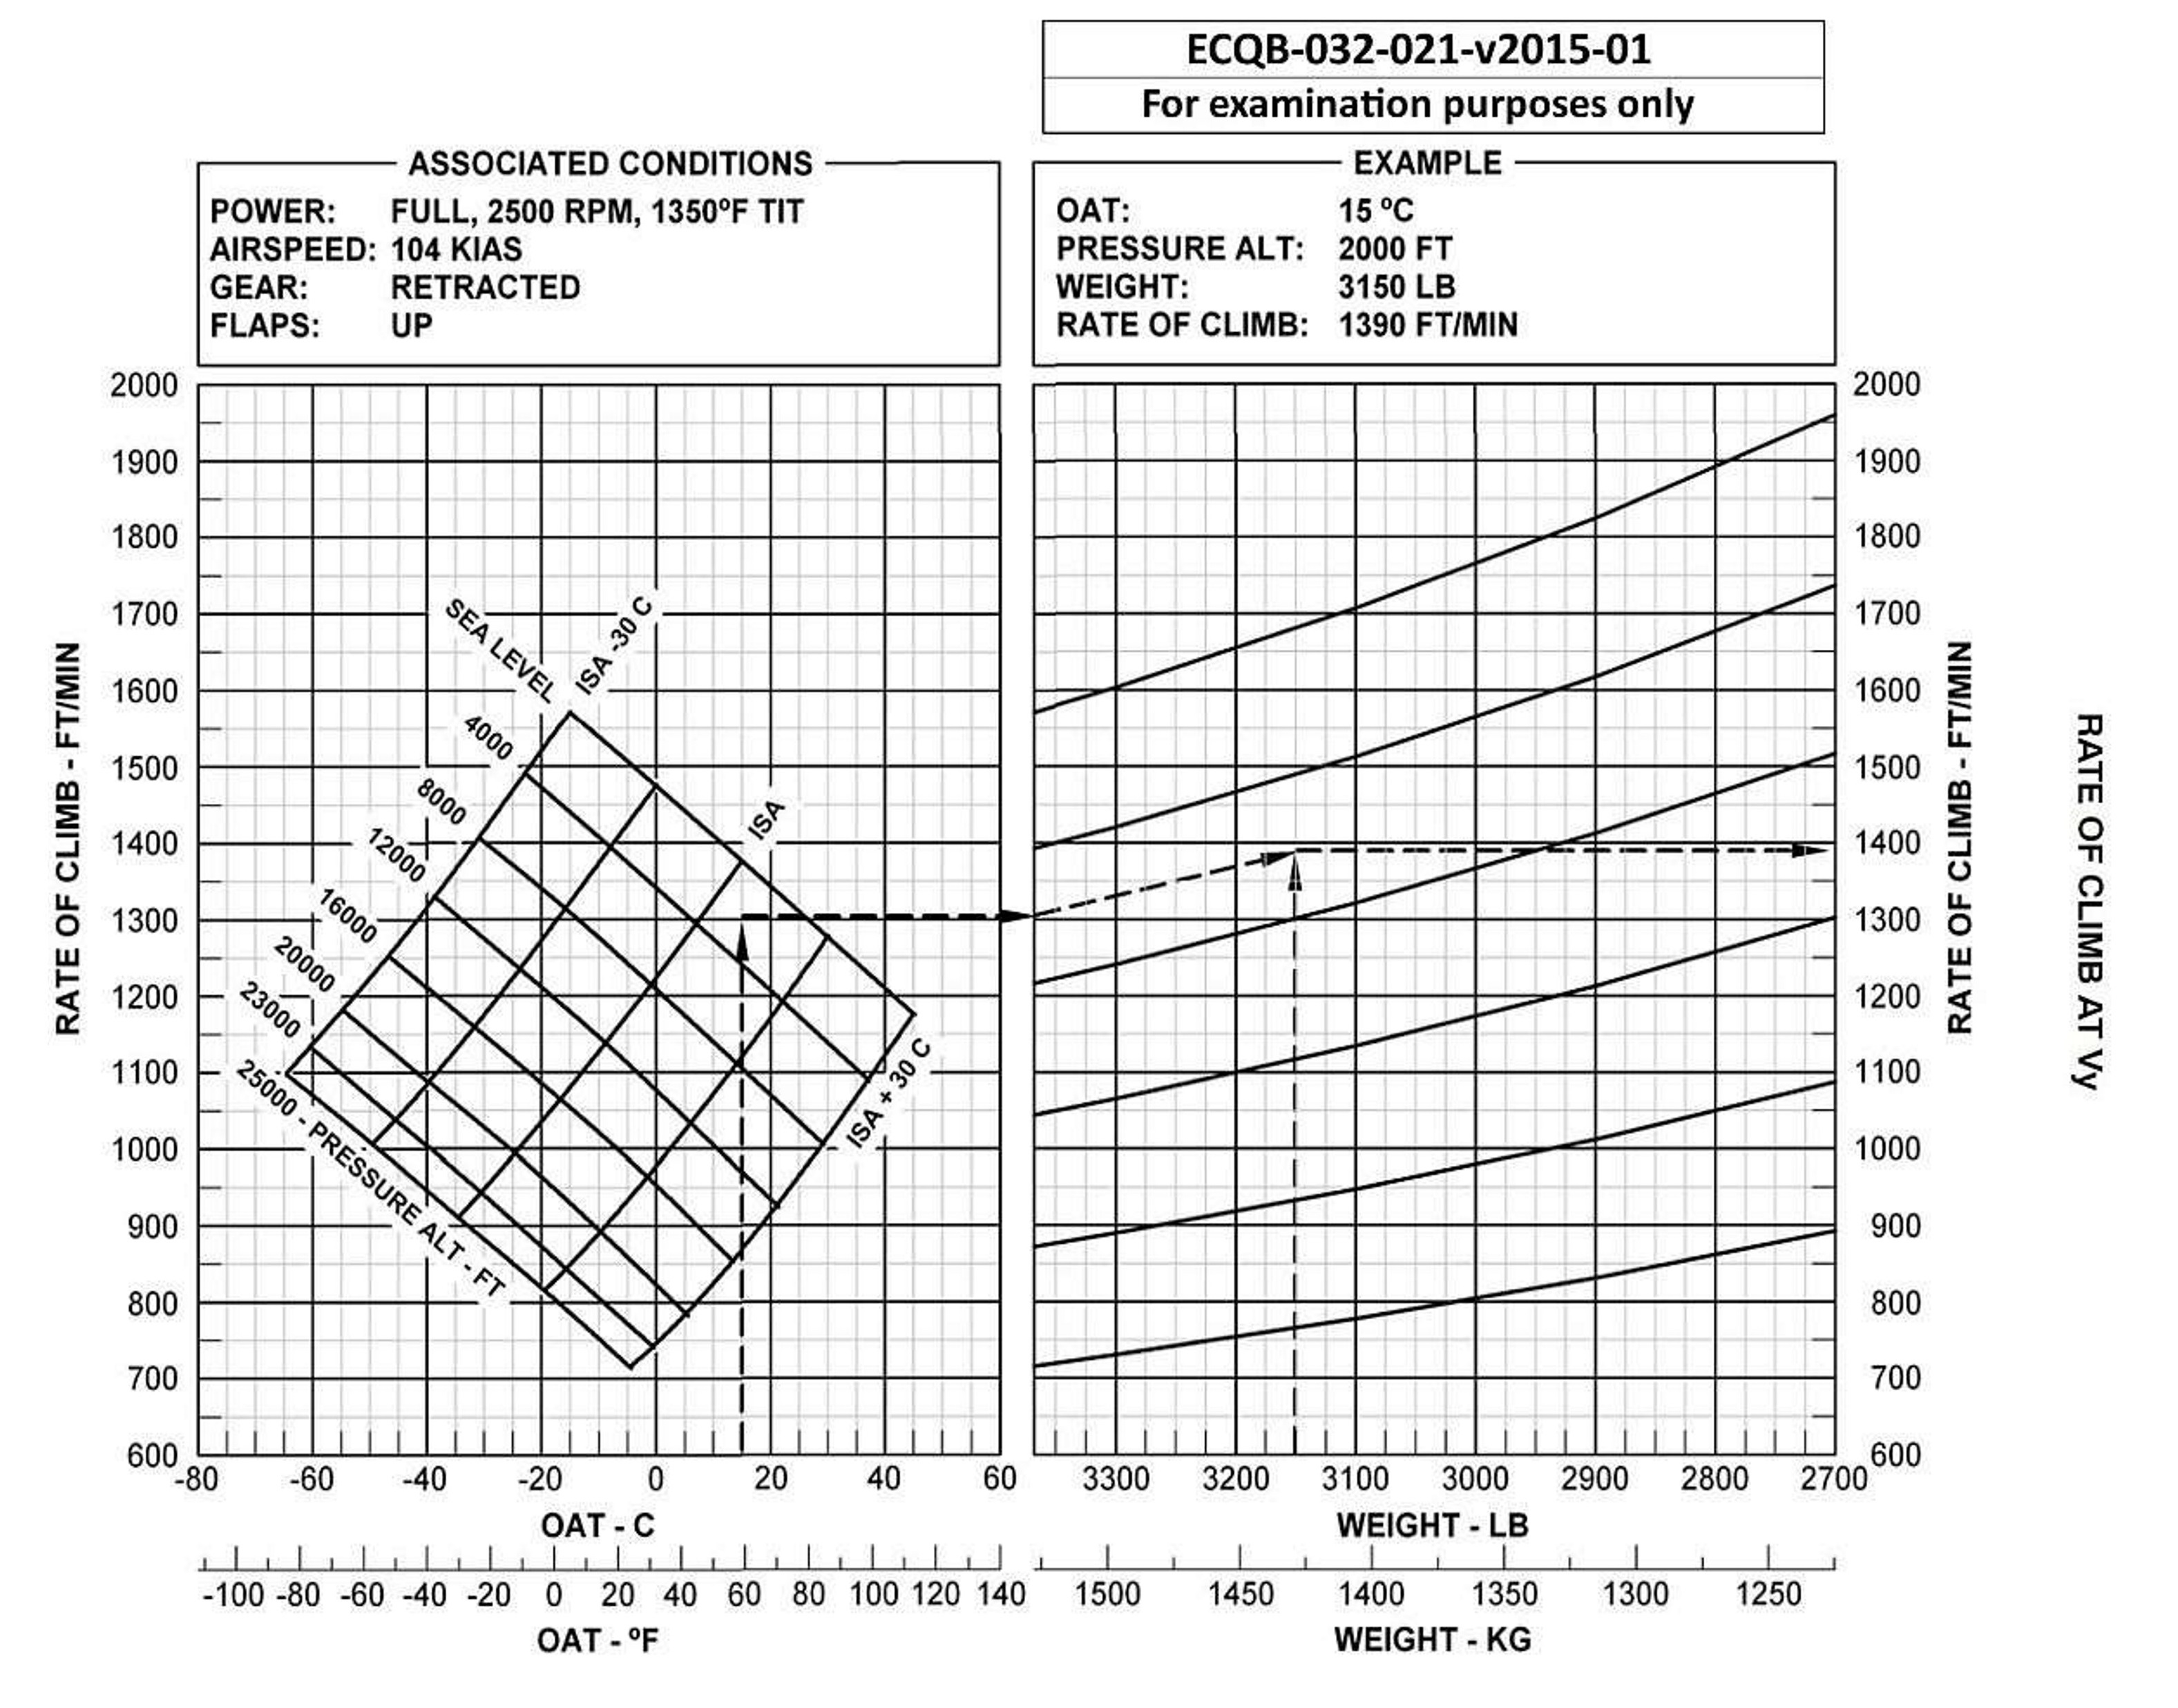 ECQB-032-021-v2015-01
For examination purposes only
ASSOCIATED CONDITIONS
POWER: FULL, 2500 RPM, 1350ºF TIT
AIRSPEED: 104 KIAS
GEAR: RETRACTED
FLAPS: UP
EXAMPLE
OAT: 15 ºC
PRESSURE ALT: 2000 FT
WEIGHT: 3150 LB
RATE OF CLIMB: 1390 FT/MIN
RATE OF CLIMB - FT/MIN
2000
1900
1800
1700
1600
1500
1400
1300
1200
1100
1000
900
800
700
600
SEA LEVEL
4000
8000
12000
16000
20000
23000
25000 - PRESSURE ALT - FT
ISA -30 C
ISA
ISA + 30 C
-80 -60 -40 -20 0 20 40 60
OAT - C
-100 -80 -60 -40 -20 0 20 40 60 80 100 120 140
OAT - ºF
3300 3200 3100 3000 2900 2800 2700
WEIGHT - LB
1500 1450 1400 1350 1300 1250
WEIGHT - KG
2000
1900
1800
1700
1600
1500
1400
1300
1200
1100
1000
900
800
700
600
RATE OF CLIMB - FT/MIN
RATE OF CLIMB AT Vy